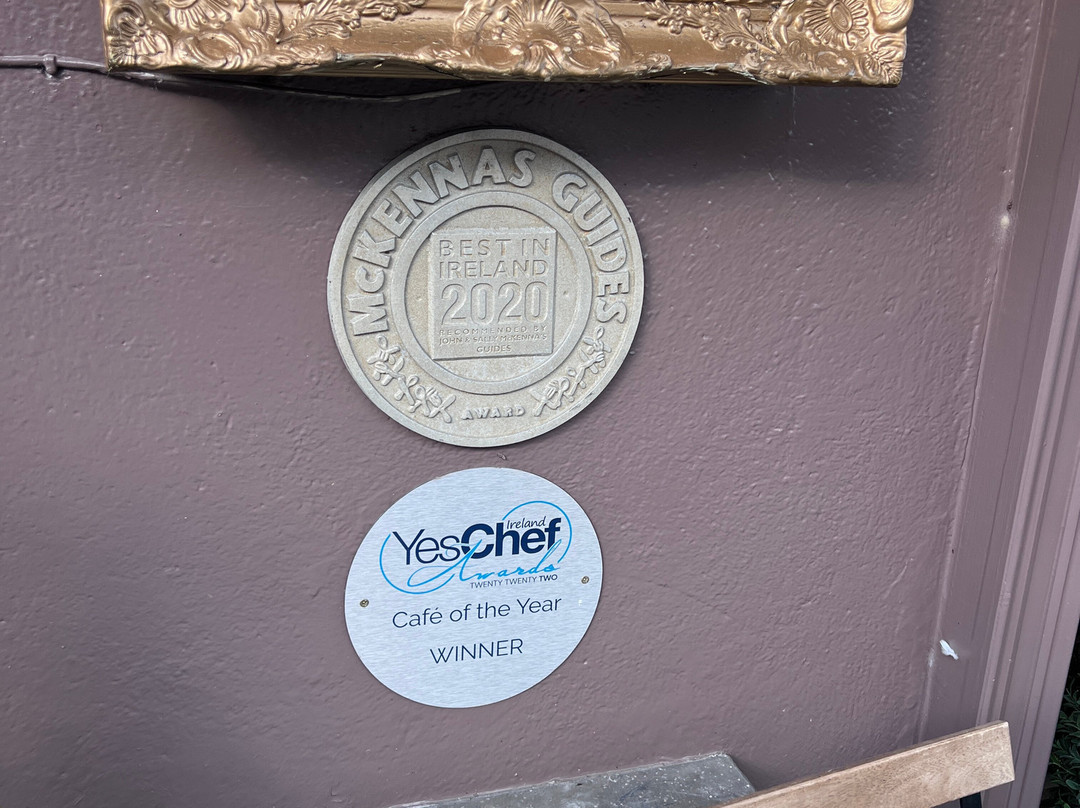 McKENNAS GUIDES
BEST IN
IRELAND
2020
RECOMMENDED BY
JOHN & SALLY McKENNA'S
GUIDES
AWARD
Ireland
YesChef
Awards
TWENTY TWENTY TWO
Café of the Year
WINNER